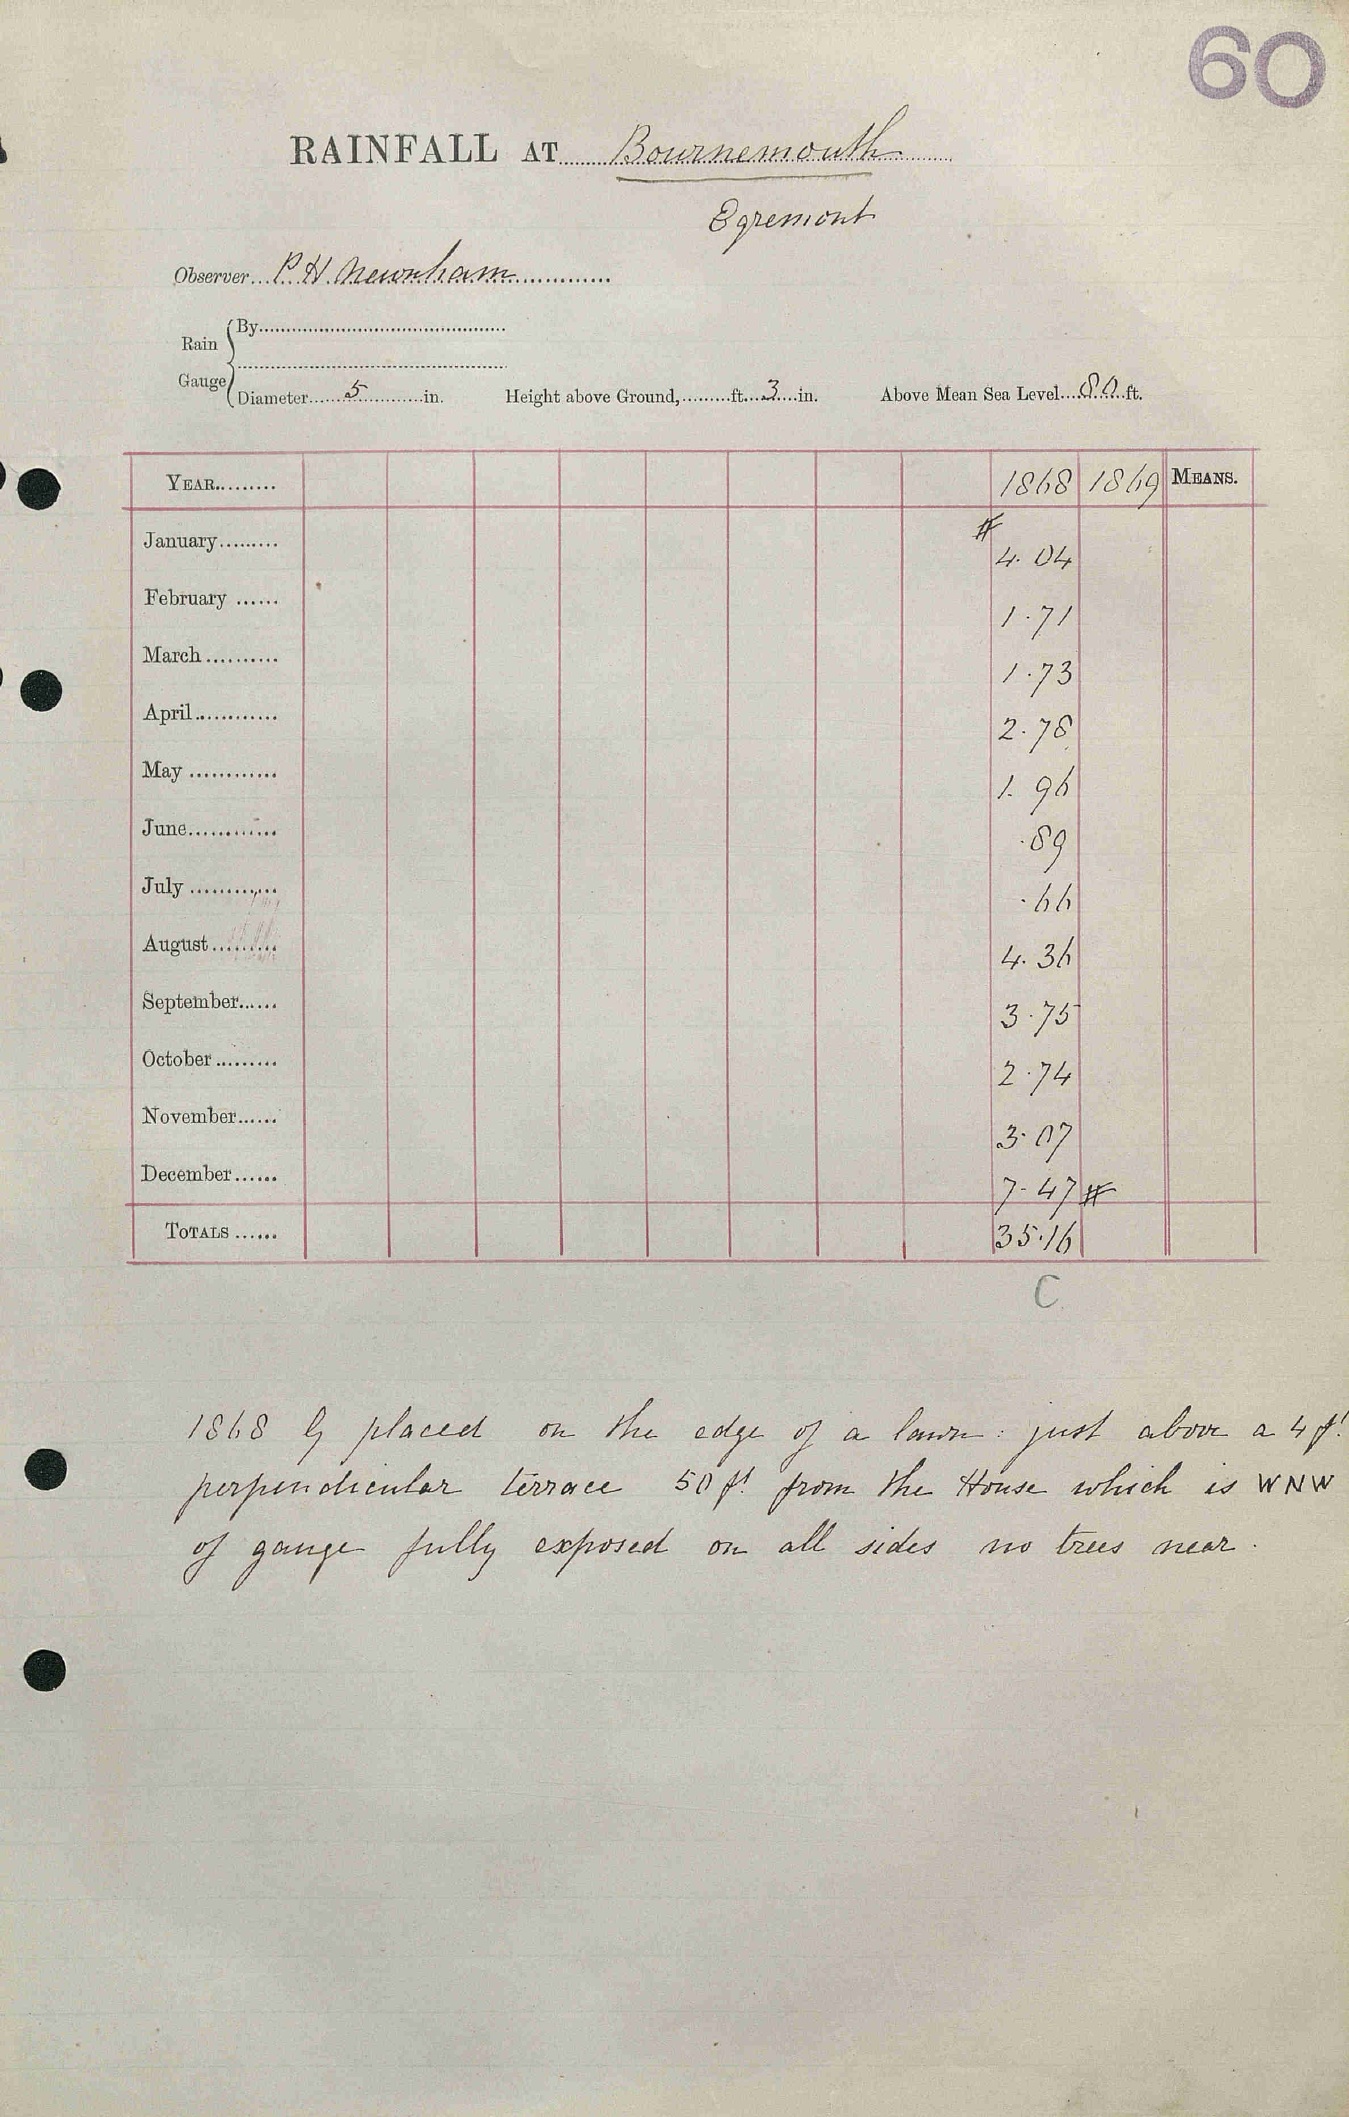 60
RAINFALL AT Bournemouth
Egremont
Observer P. H. Newnham
By
Rain
Gauge
Diameter 5 in. Height above Ground, ft. 3 in. Above Mean Sea Level 80 ft.
YEAR 1868 1869 MEANS.
January # 4.04
February 1.71
March 1.73
April 2.78
May 1.96
June .89
July .66
August 4.36
September 3.75
October 2.74
November 3.07
December 7.47 #
TOTALS 35.16
C
1868 G placed on the edge of a lawn: just above a 4 ft
perpendicular terrace 50 ft from the House which is WNW
of gauge fully exposed on all sides no trees near.